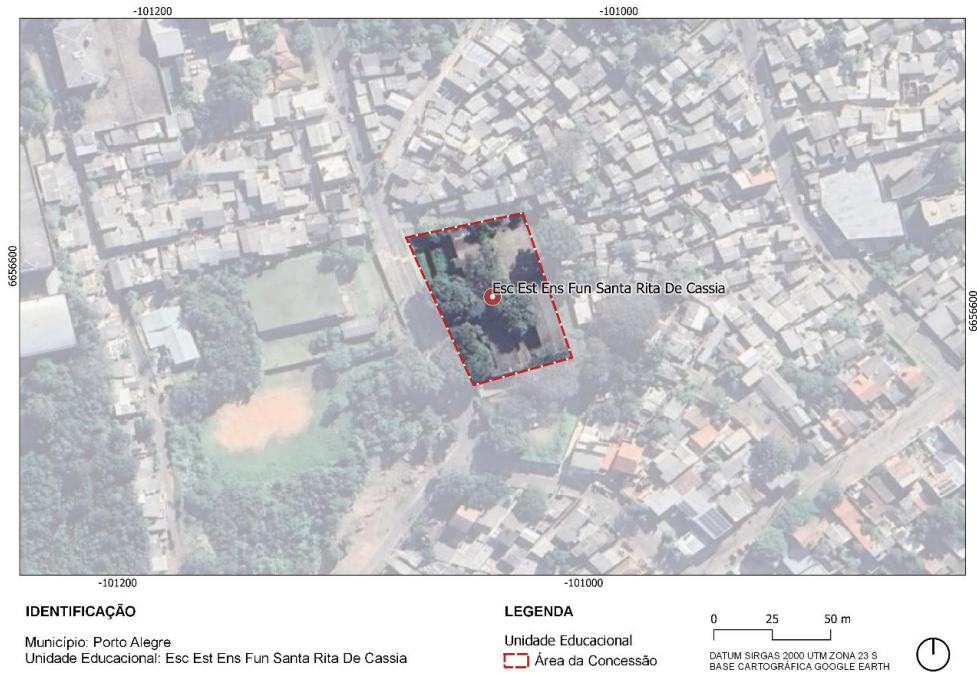 -101200
-101000
6656600
6656600
Esc Est Ens Fun Santa Rita De Cassia
-101200
-101000
IDENTIFICAÇÃO
Município: Porto Alegre
Unidade Educacional: Esc Est Ens Fun Santa Rita De Cassia
LEGENDA
Unidade Educacional
Área da Concessão
0 25 50 m
DATUM SIRGAS 2000 UTM ZONA 23 S
BASE CARTOGRÁFICA GOOGLE EARTH